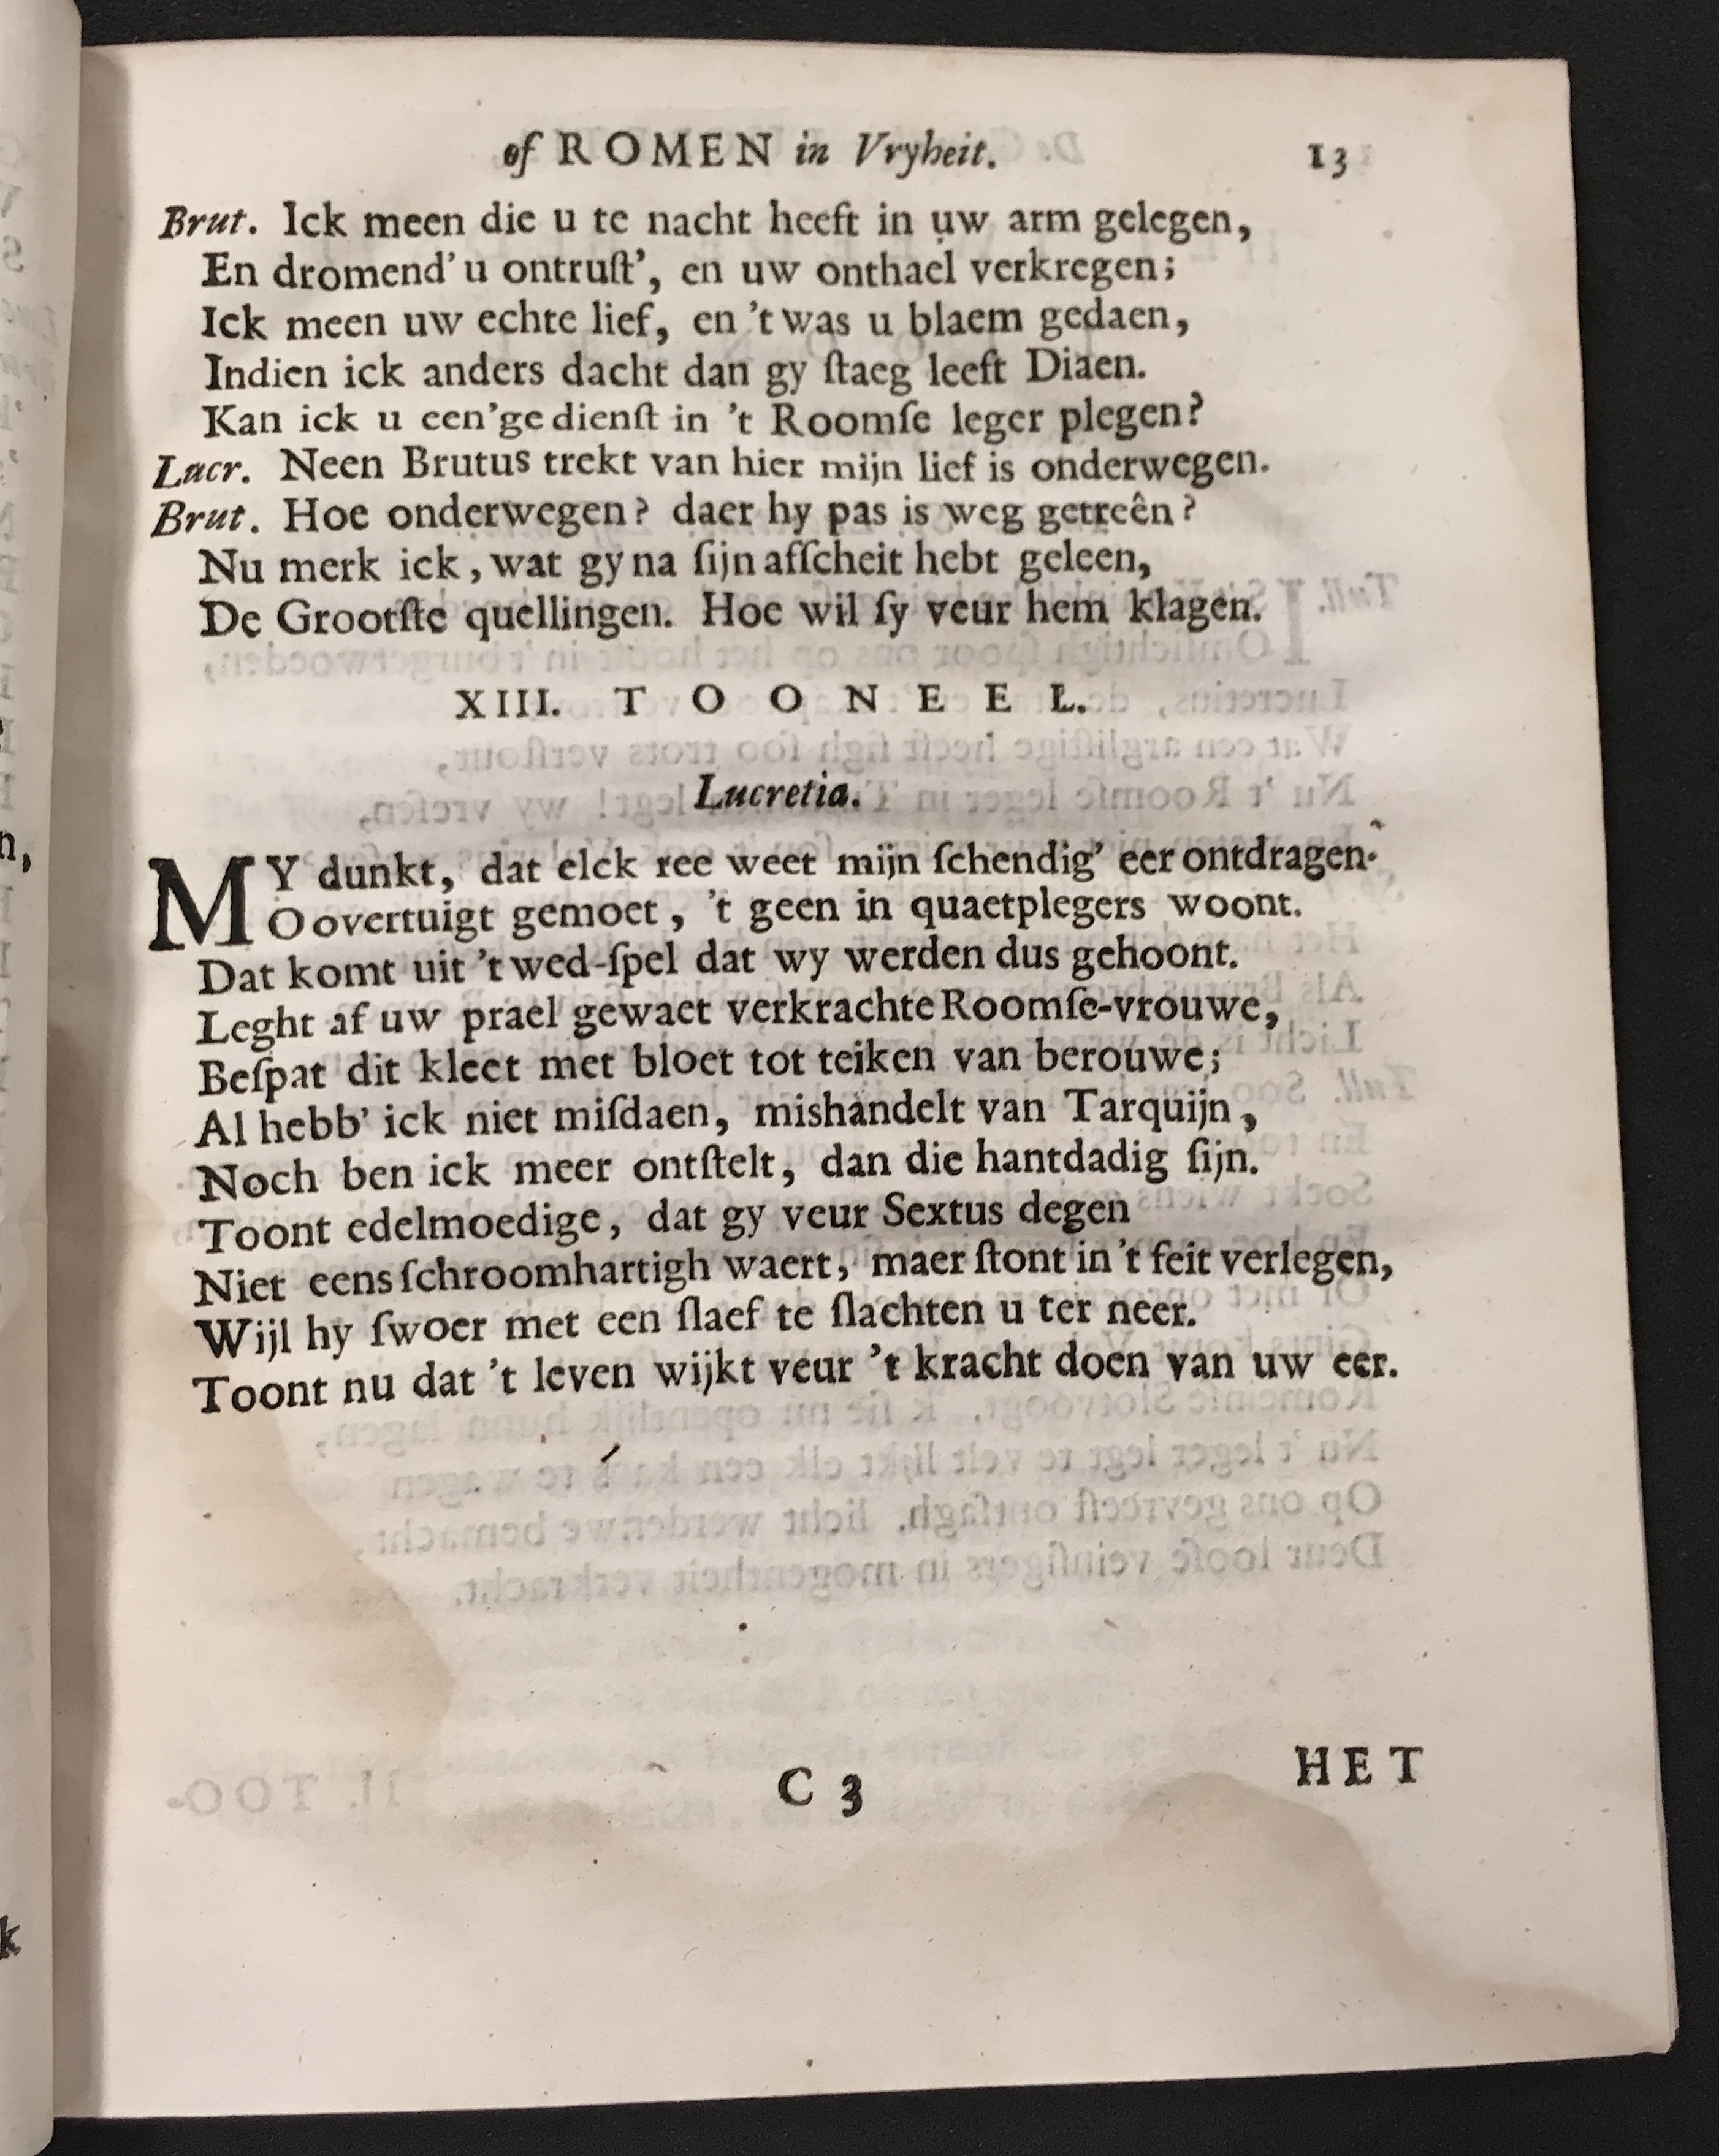 of ROMEN in Vryheit. 13
Brut. Ick meen die u te nacht heeft in uw arm gelegen,
En dromend' u ontruſt', en uw onthael verkregen;
Ick meen uw echte lief, en 't was u blaem gedaen,
Indien ick anders dacht dan gy ſtaeg leeft Diaen.
Kan ick u een'ge dienſt in 't Roomſe leger plegen?
Lucr. Neen Brutus trekt van hier mijn lief is onderwegen.
Brut. Hoe onderwegen? daer hy pas is weg getreên?
Nu merk ick, wat gy na ſijn afſcheit hebt geleen,
De Grootſte quellingen. Hoe wil ſy veur hem klagen.
XIII. TOONEEL.
Lucretia.
MY dunkt, dat elck ree weet mijn ſchendig' eer ontdragen.
O overtuigt gemoet, 't geen in quaetplegers woont.
Dat komt uit 't wed-ſpel dat wy werden dus gehoont.
Leght af uw prael gewaet verkrachte Roomſe-vrouwe,
Beſpat dit kleet met bloet tot teiken van berouwe;
Al hebb' ick niet miſdaen, mishandelt van Tarquijn,
Noch ben ick meer ontſtelt, dan die hantdadig ſijn.
Toont edelmoedige, dat gy veur Sextus degen
Niet eens ſchroomhartigh waert, maer ſtont in 't feit verlegen,
Wijl hy ſwoer met een ſlaef te ſlachten u ter neer.
Toont nu dat 't leven wijkt veur 't kracht doen van uw eer.
C 3 HET